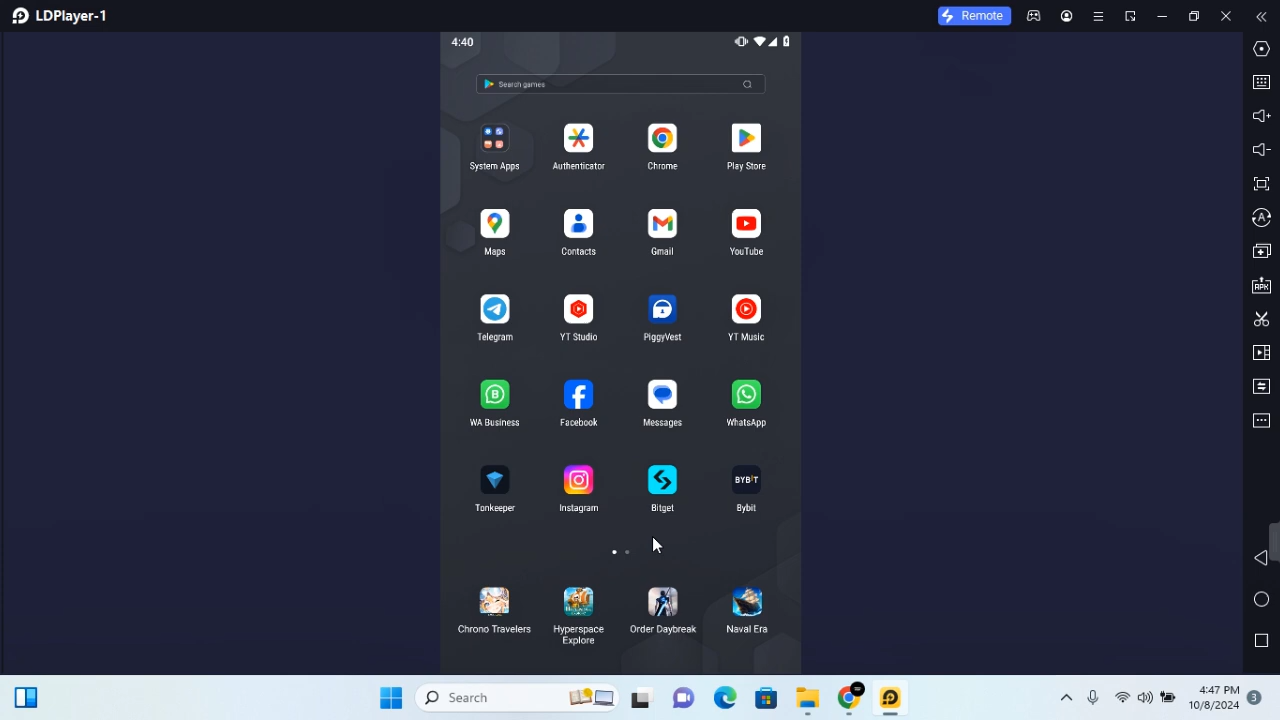 LDPlayer-1
Remote
4:40
Search games
System Apps
Authenticator
Chrome
Play Store
Maps
Contacts
Gmail
YouTube
Telegram
YT Studio
PiggyVest
YT Music
WA Business
Facebook
Messages
WhatsApp
BYBIT
Tonkeeper
Instagram
Bitget
Bybit
Chrono Travelers
Hyperspace
Explore
Order Daybreak
Naval Era
Search
4:47 PM
10/8/2024
3
APK